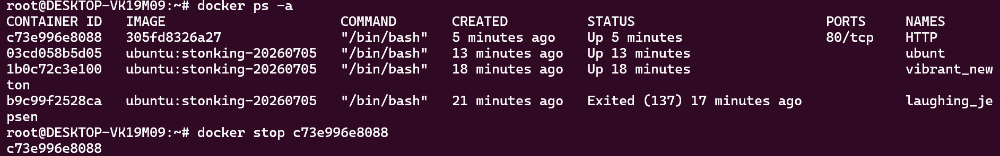 root@DESKTOP-VK19M09:~# docker ps -a
CONTAINER ID   IMAGE                      COMMAND       CREATED          STATUS                        PORTS     NAMES
c73e996e8088   305fd8326a27               "/bin/bash"   5 minutes ago    Up 5 minutes                  80/tcp    HTTP
03cd058b5d05   ubuntu:stonking-20260705   "/bin/bash"   13 minutes ago   Up 13 minutes                           ubunt
1b0c72c3e100   ubuntu:stonking-20260705   "/bin/bash"   18 minutes ago   Up 18 minutes                           vibrant_new
ton
b9c99f2528ca   ubuntu:stonking-20260705   "/bin/bash"   21 minutes ago   Exited (137) 17 minutes ago             laughing_je
psen
root@DESKTOP-VK19M09:~# docker stop c73e996e8088
c73e996e8088